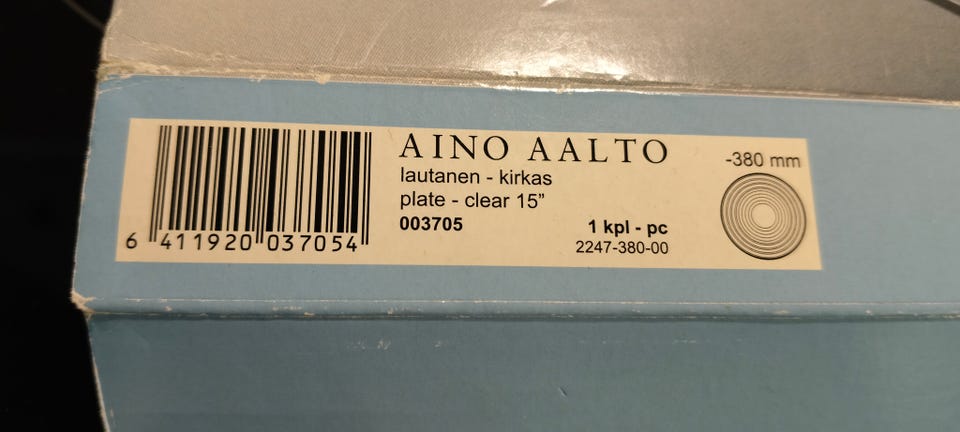 6 411920 037054
AINO AALTO
lautanen - kirkas
plate - clear 15”
003705
1 kpl - pc
2247-380-00
-380 mm